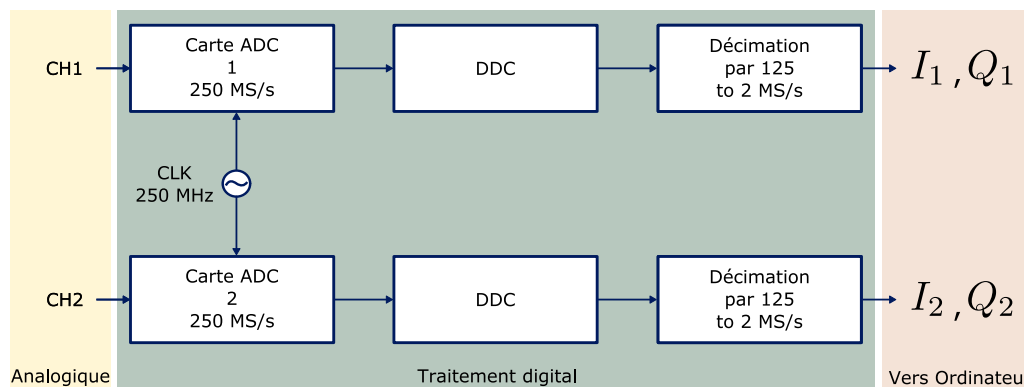 CH1
Carte ADC
1
250 MS/s
DDC
Décimation
par 125
to 2 MS/s
I₁, Q₁
CLK
250 MHz
CH2
Carte ADC
2
250 MS/s
DDC
Décimation
par 125
to 2 MS/s
I₂, Q₂
Analogique
Traitement digital
Vers Ordinateu